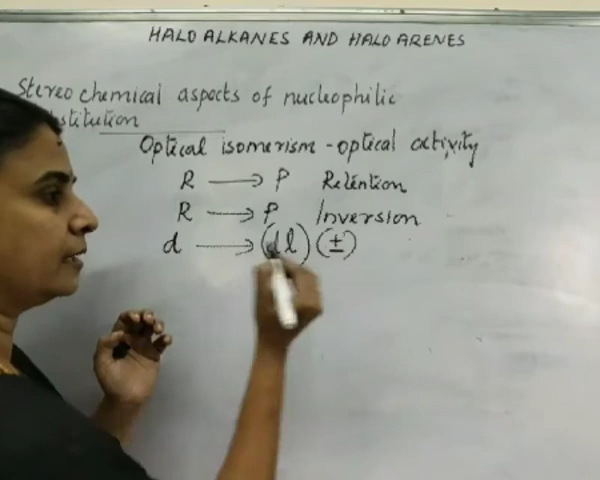 HALO ALKANES AND HALO ARENES
Stereo chemical aspects of nucleophilic
stitution
Optical isomerism - optical activity
R → P Retention
R → P Inversion
d → (dl) (±)